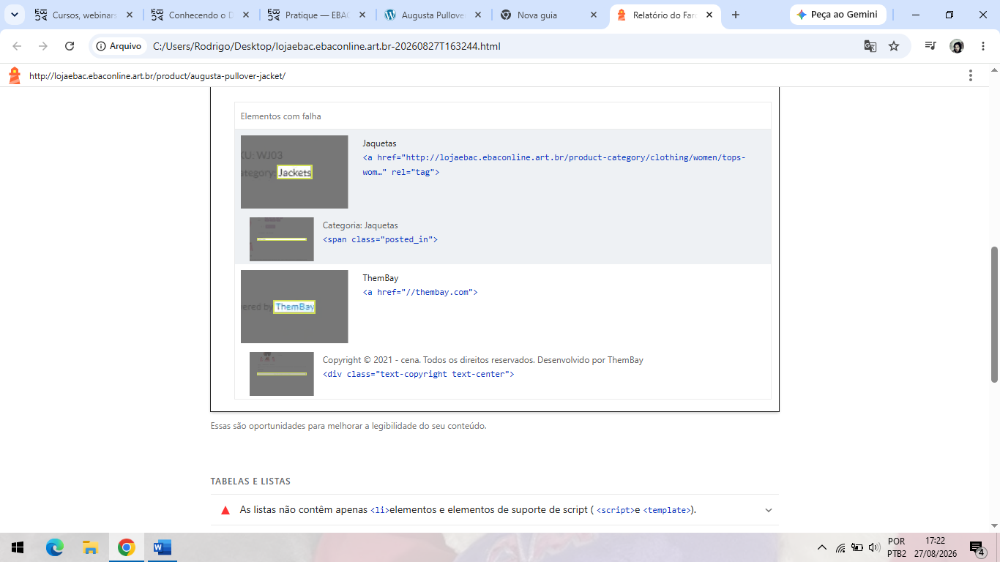 Cursos, webinars
Conhecendo o D
Pratique — EBAC
Augusta Pullover
Nova guia
Relatório do Faro
Peça ao Gemini
Arquivo
C:/Users/Rodrigo/Desktop/lojaebac.ebaconline.art.br-20260827T163244.html
http://lojaebac.ebaconline.art.br/product/augusta-pullover-jacket/
Elementos com falha
KU: WJ03
ategory: Jackets
Jaquetas
<a href="http://lojaebac.ebaconline.art.br/product-category/clothing/women/tops-
wom…" rel="tag">
Categoria: Jaquetas
<span class="posted_in">
ered by ThemBay
ThemBay
<a href="//thembay.com">
Copyright © 2021 - cena. Todos os direitos reservados. Desenvolvido por ThemBay
<div class="text-copyright text-center">
Essas são oportunidades para melhorar a legibilidade do seu conteúdo.
TABELAS E LISTAS
As listas não contêm apenas <li>elementos e elementos de suporte de script ( <script>e <template>).
POR
PTB2
17:22
27/08/2026
4